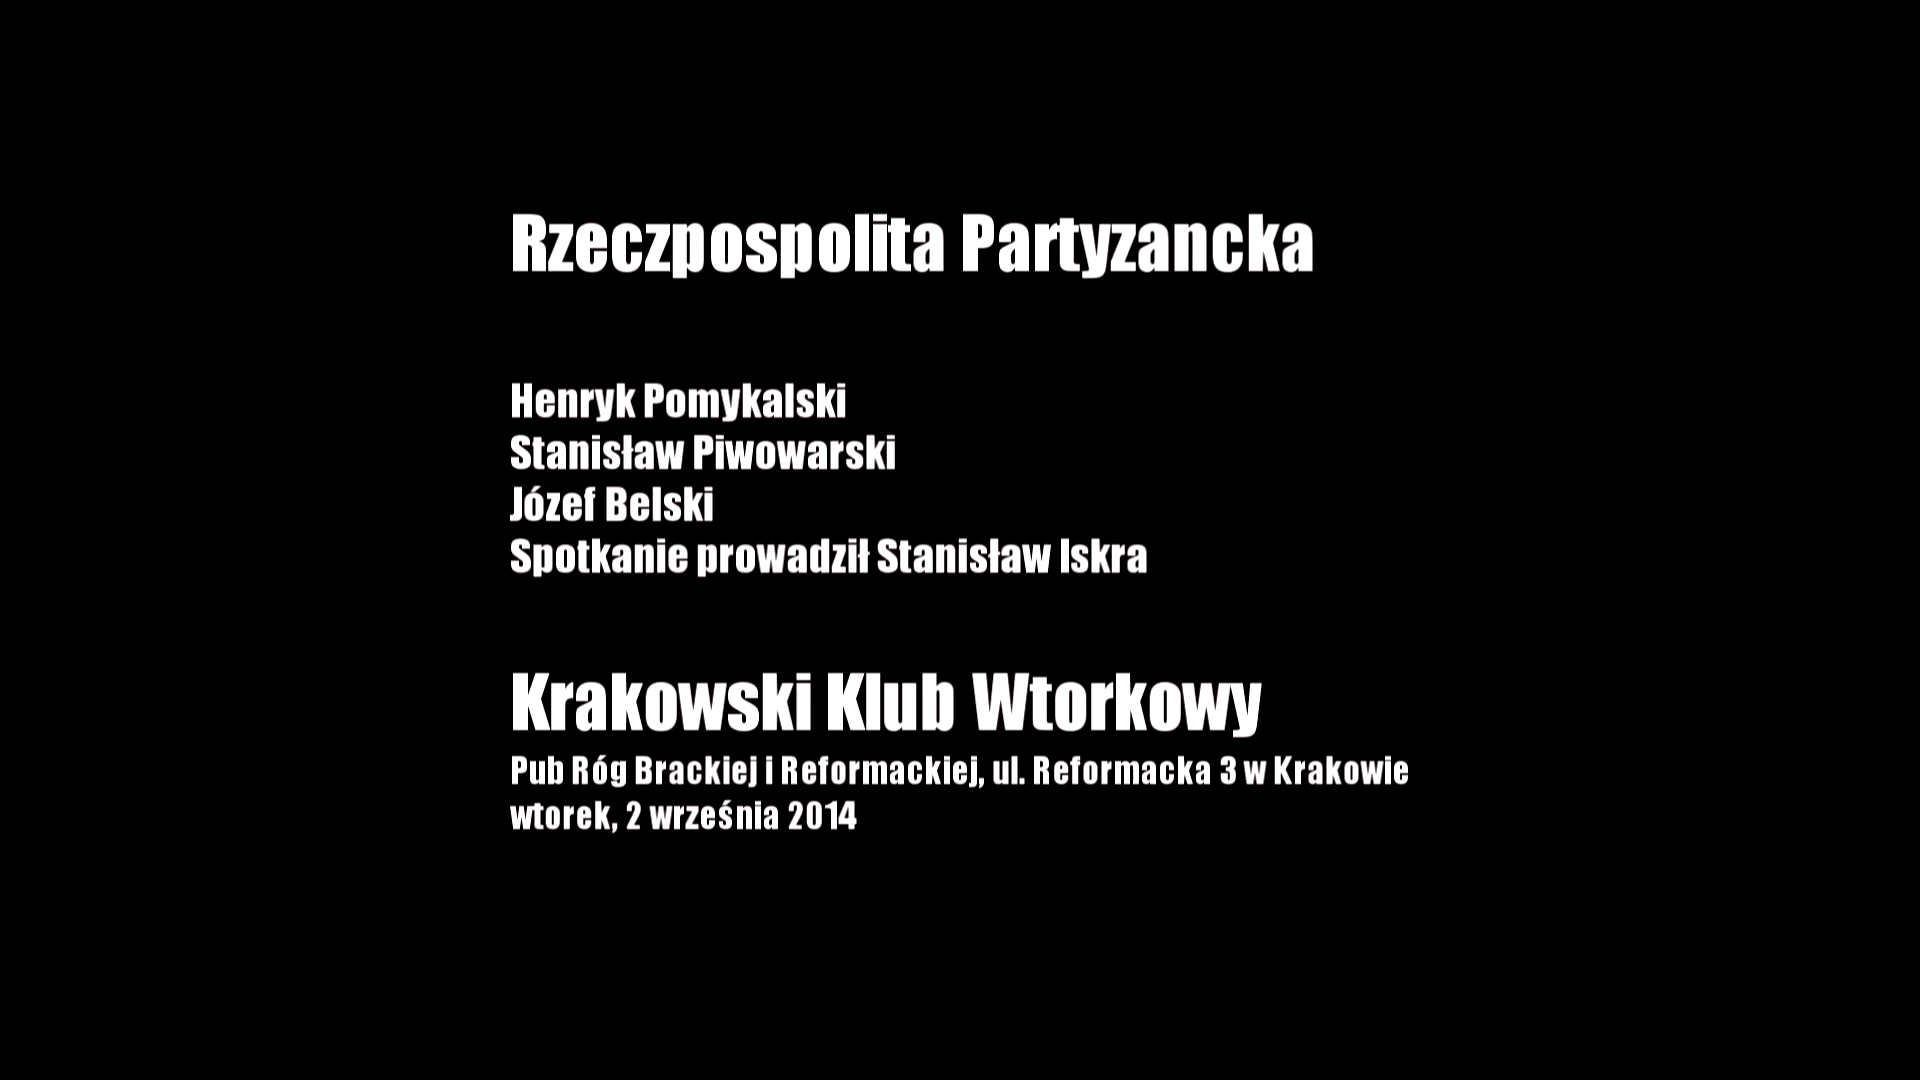 Rzeczpospolita Partyzancka
Henryk Pomykalski
Stanisław Piwowarski
Józef Belski
Spotkanie prowadził Stanisław Iskra
Krakowski Klub Wtorkowy
Pub Róg Brackiej i Reformackiej, ul. Reformacka 3 w Krakowie
wtorek, 2 września 2014